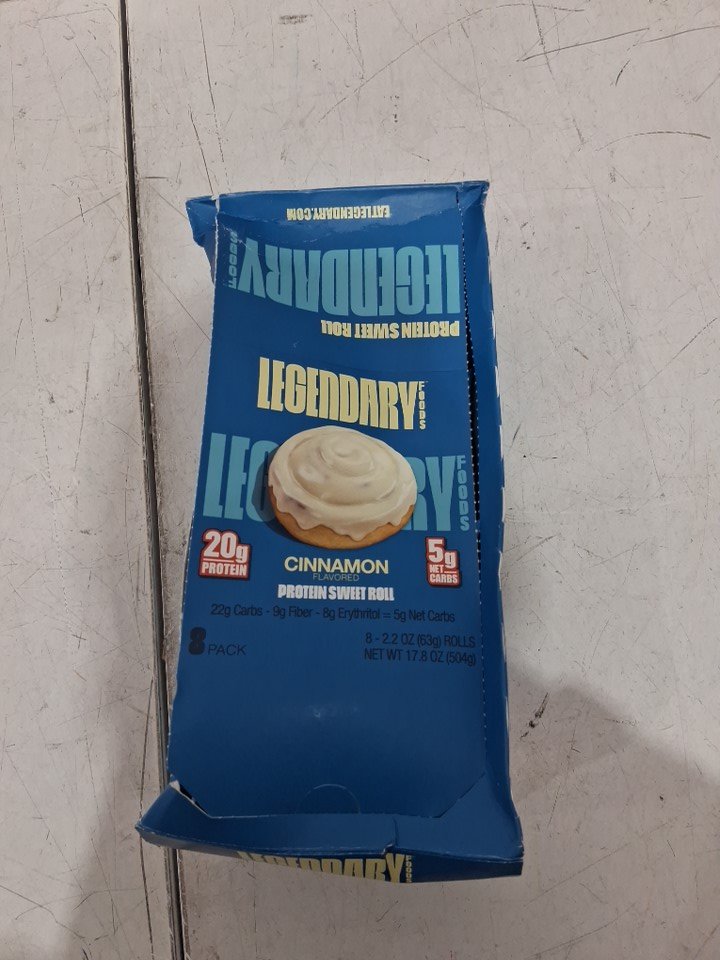 EATLEGENDARY.COM
LEGENDARY
FOODS
PROTEIN SWEET ROLL
LEGENDARY
FOODS
LEG RY
FOODS
20g
PROTEIN
5g
NET
CARBS
CINNAMON
FLAVORED
PROTEIN SWEET ROLL
22g Carbs - 9g Fiber - 8g Erythritol = 5g Net Carbs
8 PACK
8 - 2.2 OZ (63g) ROLLS
NET WT 17.8 OZ (504g)
LEGENDARY
FOODS